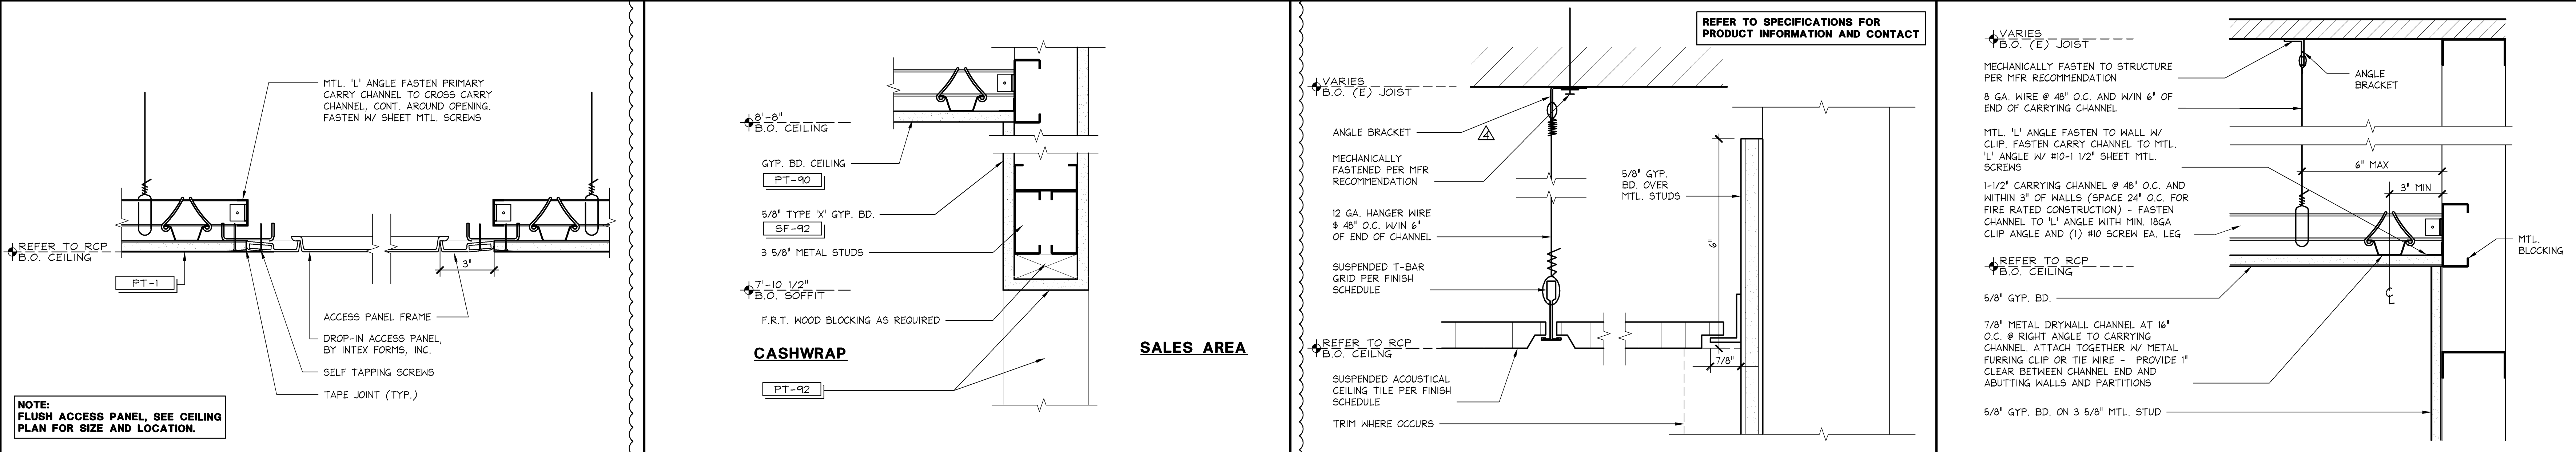 MTL. 'L' ANGLE FASTEN PRIMARY
CARRY CHANNEL TO CROSS CARRY
CHANNEL, CONT. AROUND OPENING.
FASTEN W/ SHEET MTL. SCREWS
REFER TO RCP
B.O. CEILING
PT-1
3"
ACCESS PANEL FRAME
DROP-IN ACCESS PANEL,
BY INTEX FORMS, INC.
SELF TAPPING SCREWS
TAPE JOINT (TYP.)
NOTE:
FLUSH ACCESS PANEL, SEE CEILING
PLAN FOR SIZE AND LOCATION.
8'-8"
B.O. CEILING
GYP. BD. CEILING
PT-90
5/8" TYPE 'X' GYP. BD.
SF-92
3 5/8" METAL STUDS
7'-10 1/2"
B.O. SOFFIT
F.R.T. WOOD BLOCKING AS REQUIRED
CASHWRAP
SALES AREA
PT-92
REFER TO SPECIFICATIONS FOR
PRODUCT INFORMATION AND CONTACT
VARIES
B.O. (E) JOIST
ANGLE BRACKET
4
MECHANICALLY
FASTENED PER MFR
RECOMMENDATION
5/8" GYP.
BD. OVER
MTL. STUDS
12 GA. HANGER WIRE
$ 48" O.C. W/IN 6"
OF END OF CHANNEL
6"
SUSPENDED T-BAR
GRID PER FINISH
SCHEDULE
REFER TO RCP
B.O. CEILNG
7/8"
SUSPENDED ACOUSTICAL
CEILING TILE PER FINISH
SCHEDULE
TRIM WHERE OCCURS
VARIES
B.O. (E) JOIST
MECHANICALLY FASTEN TO STRUCTURE
PER MFR RECOMMENDATION
ANGLE
BRACKET
8 GA. WIRE @ 48" O.C. AND W/IN 6" OF
END OF CARRYING CHANNEL
MTL. 'L' ANGLE FASTEN TO WALL W/
CLIP. FASTEN CARRY CHANNEL TO MTL.
'L' ANGLE W/ #10-1 1/2" SHEET MTL.
SCREWS
6" MAX
3" MIN
1-1/2" CARRYING CHANNEL @ 48" O.C. AND
WITHIN 3" OF WALLS (SPACE 24" O.C. FOR
FIRE RATED CONSTRUCTION) - FASTEN
CHANNEL TO 'L' ANGLE WITH MIN. 18GA
CLIP ANGLE AND (1) #10 SCREW EA. LEG
MTL.
BLOCKING
REFER TO RCP
B.O. CEILING
5/8" GYP. BD.
7/8" METAL DRYWALL CHANNEL AT 16"
O.C. @ RIGHT ANGLE TO CARRYING
CHANNEL. ATTACH TOGETHER W/ METAL
FURRING CLIP OR TIE WIRE - PROVIDE 1"
CLEAR BETWEEN CHANNEL END AND
ABUTTING WALLS AND PARTITIONS
5/8" GYP. BD. ON 3 5/8" MTL. STUD